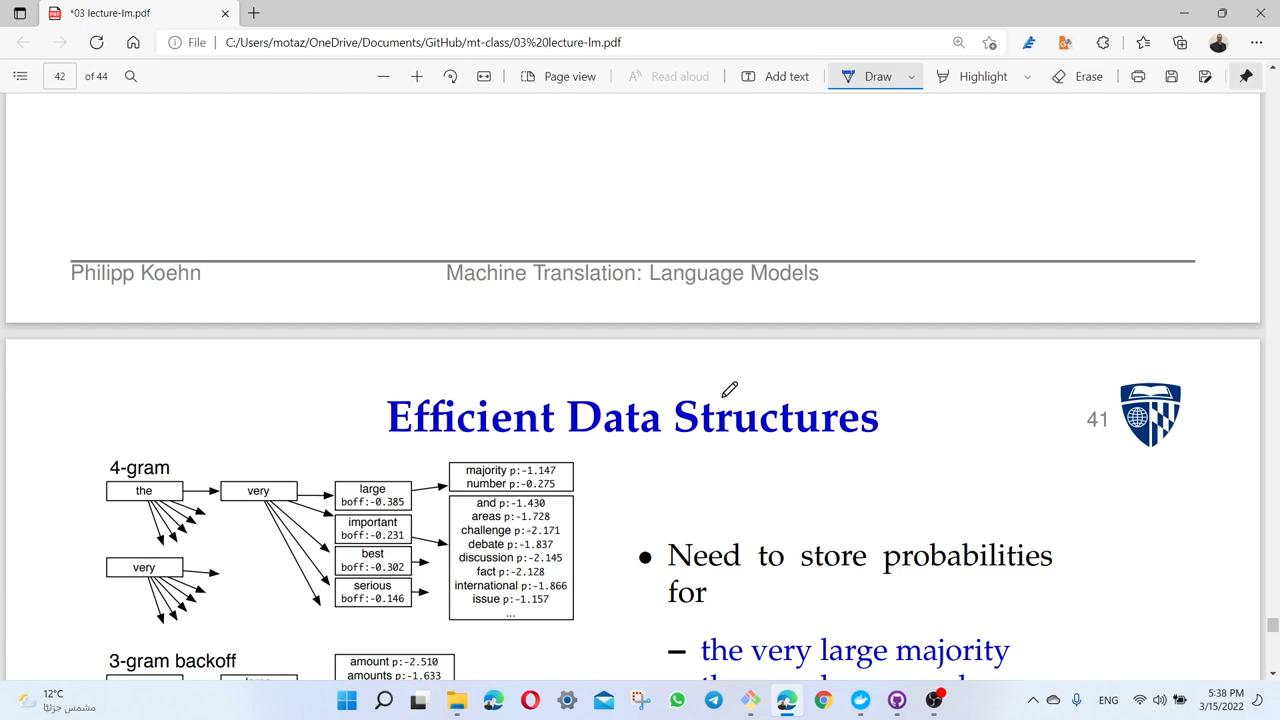 *03 lecture-lm.pdf
File
C:/Users/motaz/OneDrive/Documents/GitHub/mt-class/03%20lecture-lm.pdf
42 of 44
Page view
Read aloud
Add text
Draw
Highlight
Erase
Philipp Koehn
Machine Translation: Language Models
Efficient Data Structures
41
4-gram
the
very
large
boff:-0.385
important
boff:-0.231
best
boff:-0.302
serious
boff:-0.146
majority p:-1.147
number p:-0.275
and p:-1.430
areas p:-1.728
challenge p:-2.171
debate p:-1.837
discussion p:-2.145
fact p:-2.128
international p:-1.866
issue p:-1.157
...
very
3-gram backoff
amount p:-2.510
amounts p:-1.633
• Need to store probabilities
for
– the very large majority
12°C
مشمس جزئيًا
ENG
5:38 PM
3/15/2022